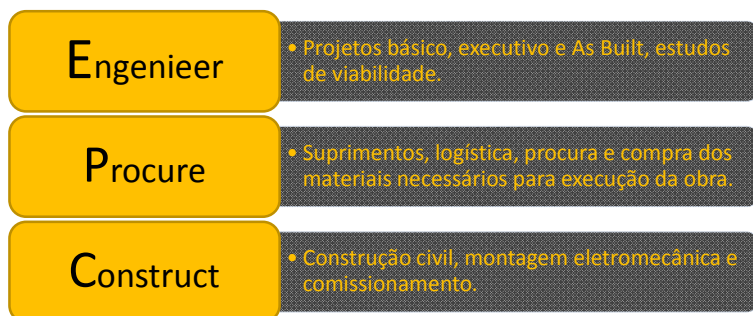 Engenieer
• Projetos básico, executivo e As Built, estudos
de viabilidade.
Procure
• Suprimentos, logística, procura e compra dos
materiais necessários para execução da obra.
Construct
• Construção civil, montagem eletromecânica e
comissionamento.